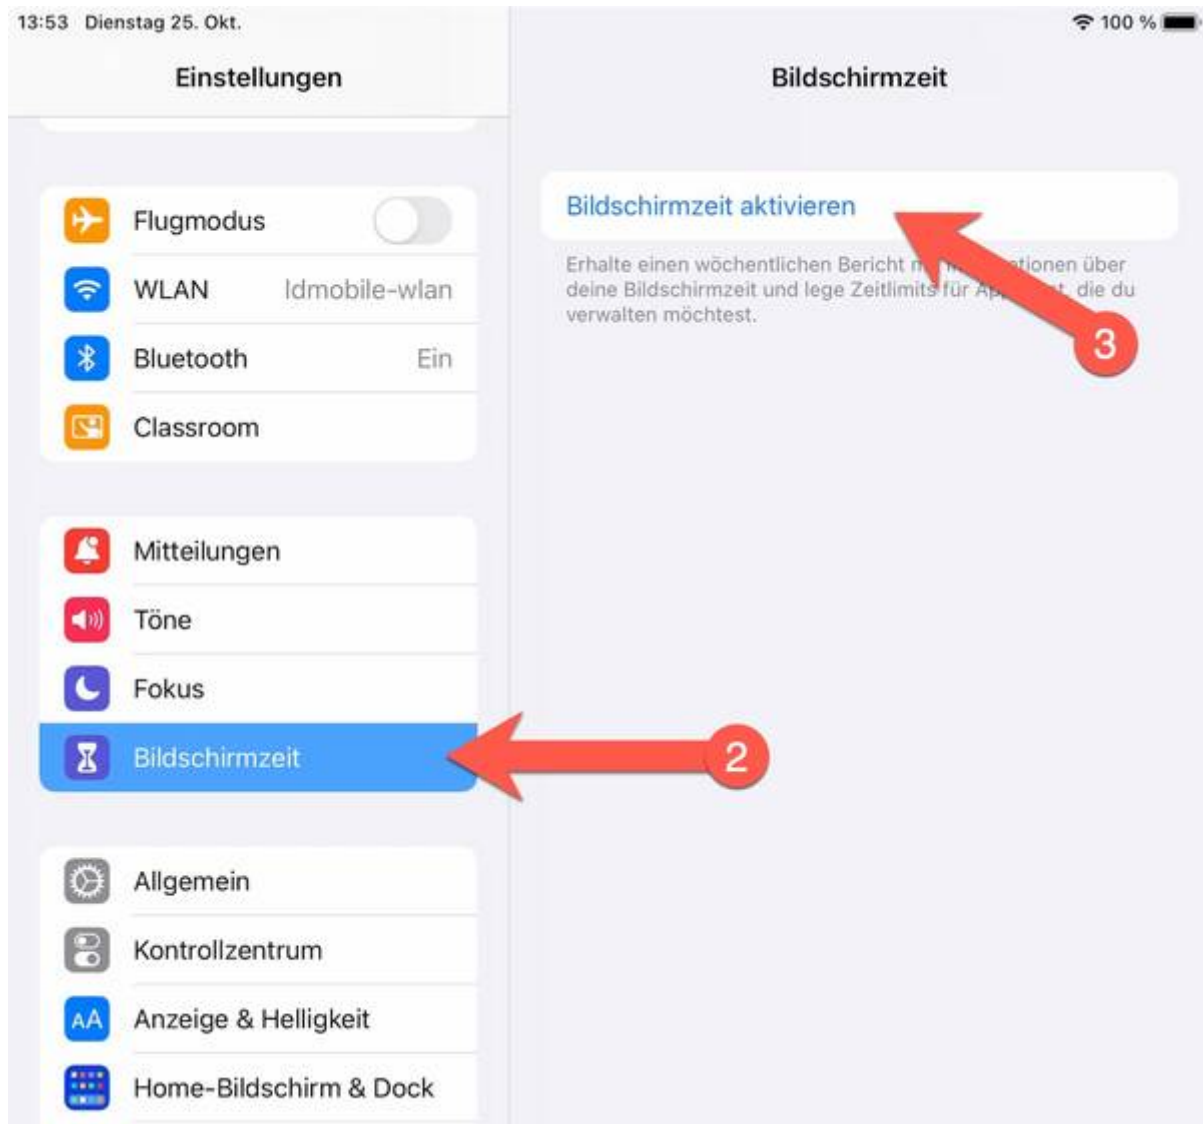 13:53 Dienstag 25. Okt.
100 %
Einstellungen
Flugmodus
WLAN ldmobile-wlan
Bluetooth Ein
Classroom
Mitteilungen
Töne
Fokus
Bildschirmzeit
2
Allgemein
Kontrollzentrum
AA Anzeige & Helligkeit
Home-Bildschirm & Dock
Bildschirmzeit
Bildschirmzeit aktivieren
Erhalte einen wöchentlichen Bericht über
deine Bildschirmzeit und lege Zeitlimits für die du
verwalten möchtest.
3